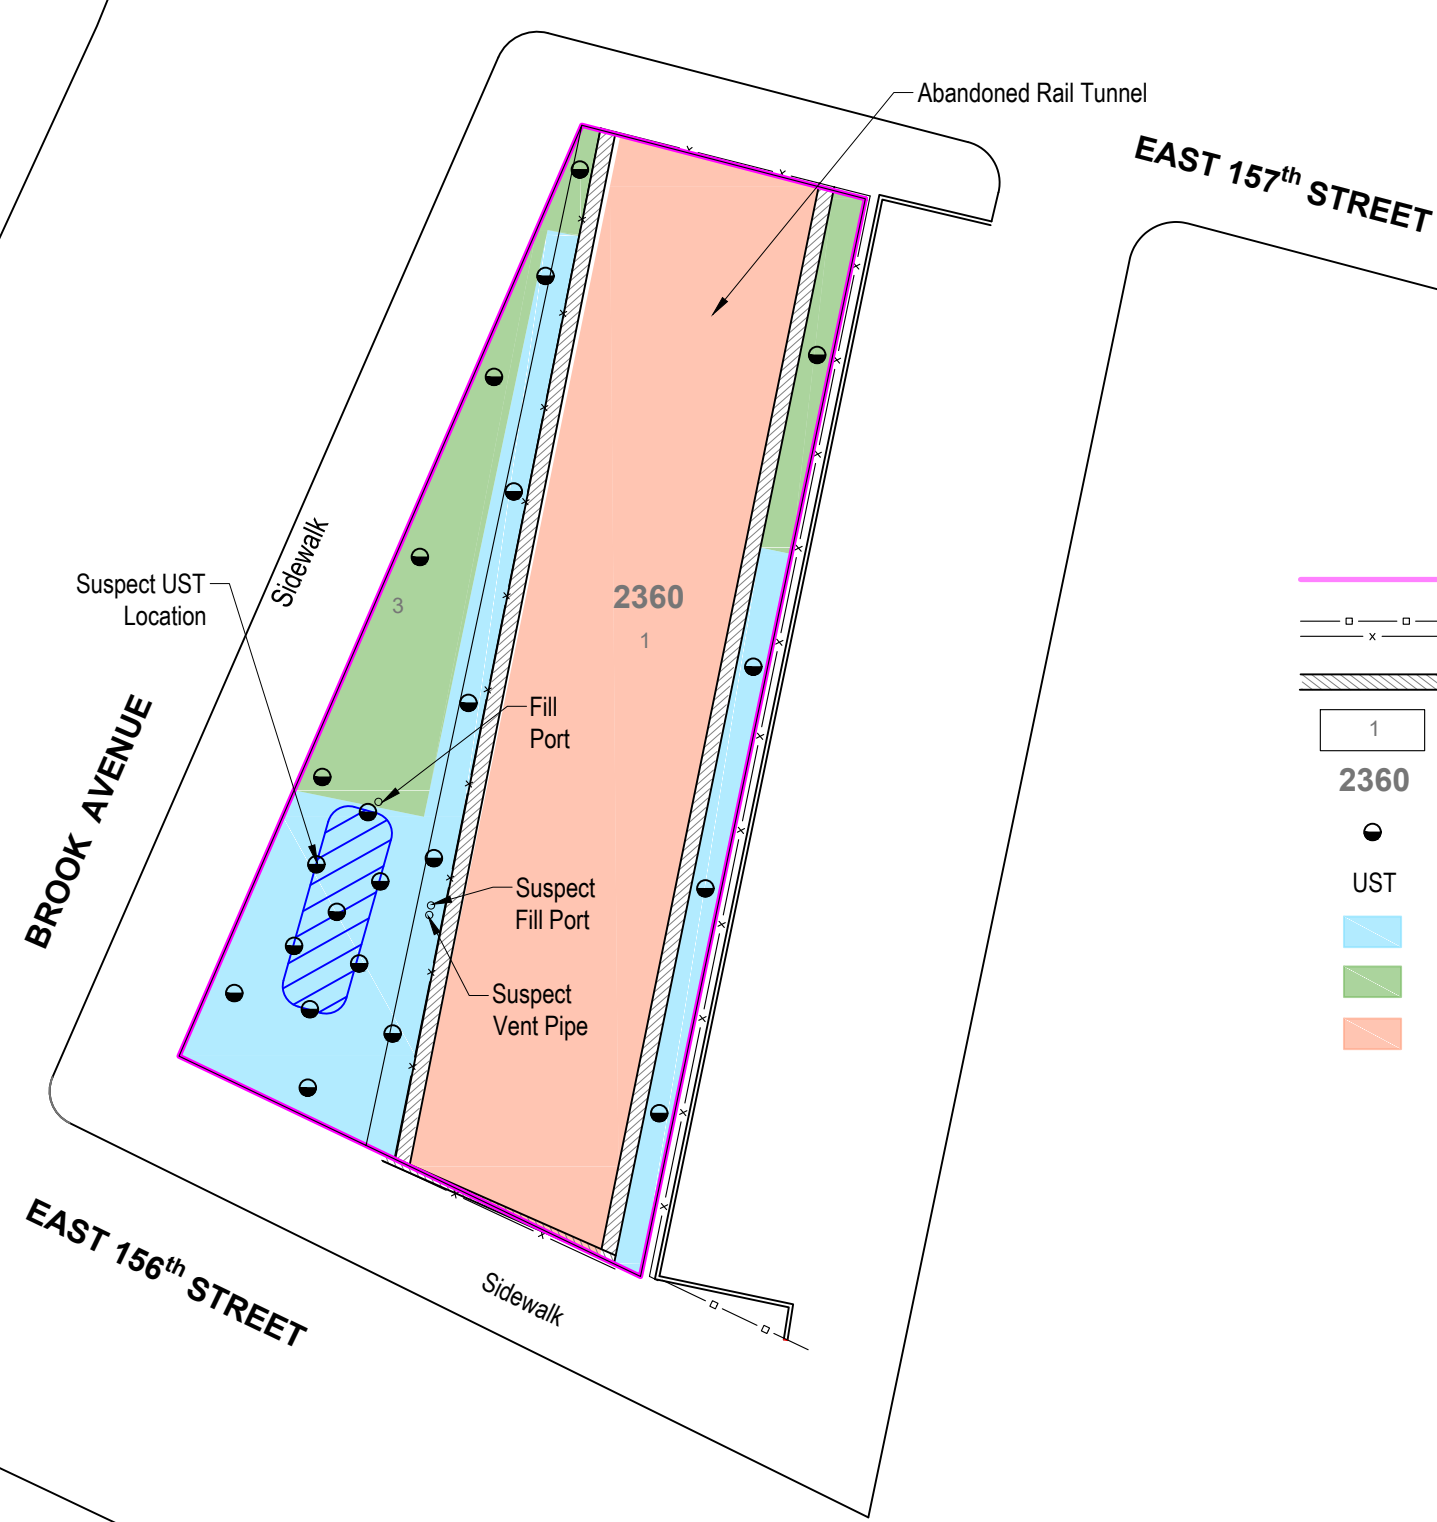 Abandoned Rail Tunnel
EAST 157th STREET
Sidewalk
Suspect UST
Location
3
2360
1
Fill
Port
BROOK AVENUE
Suspect
Fill Port
Suspect
Vent Pipe
EAST 156th STREET
Sidewalk
1
2360
UST